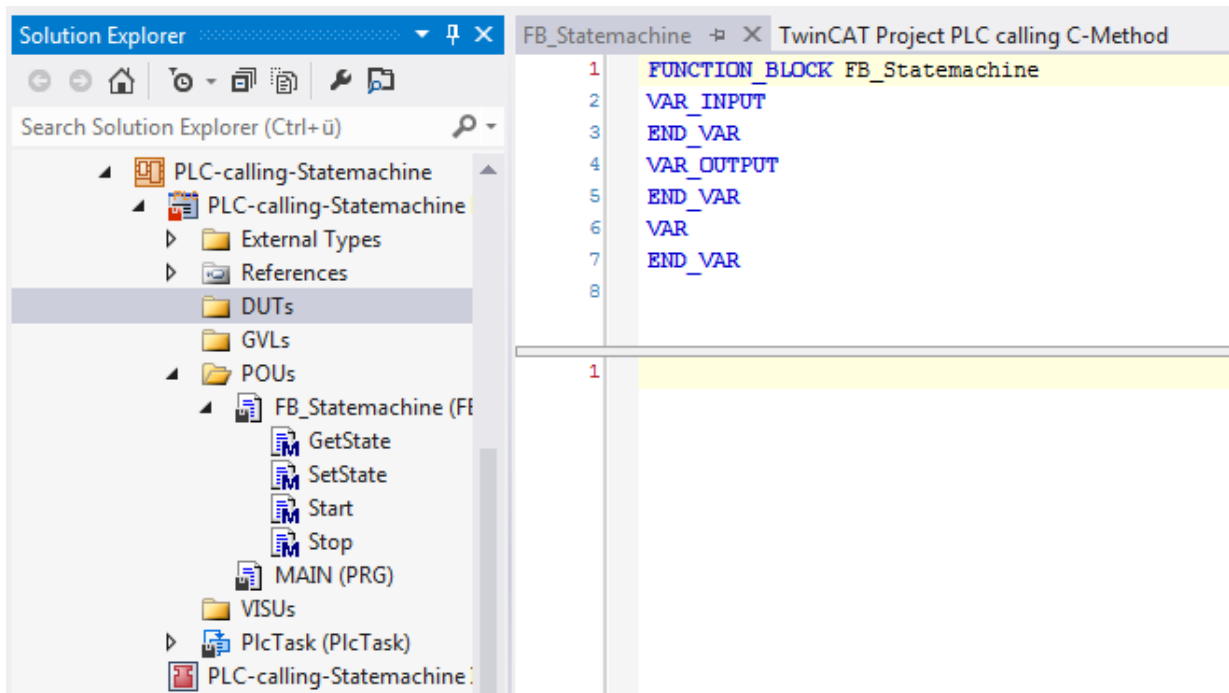 Solution Explorer
Search Solution Explorer (Ctrl+ü)
PLC-calling-Statemachine
PLC-calling-Statemachine
External Types
References
DUTs
GVLs
POUs
FB_Statemachine (FE
GetState
SetState
Start
Stop
MAIN (PRG)
VISUs
PlcTask (PlcTask)
PLC-calling-Statemachine
FB_Statemachine TwinCAT Project PLC calling C-Method
1 FUNCTION_BLOCK FB_Statemachine
2 VAR_INPUT
3 END_VAR
4 VAR_OUTPUT
5 END_VAR
6 VAR
7 END_VAR
8
1